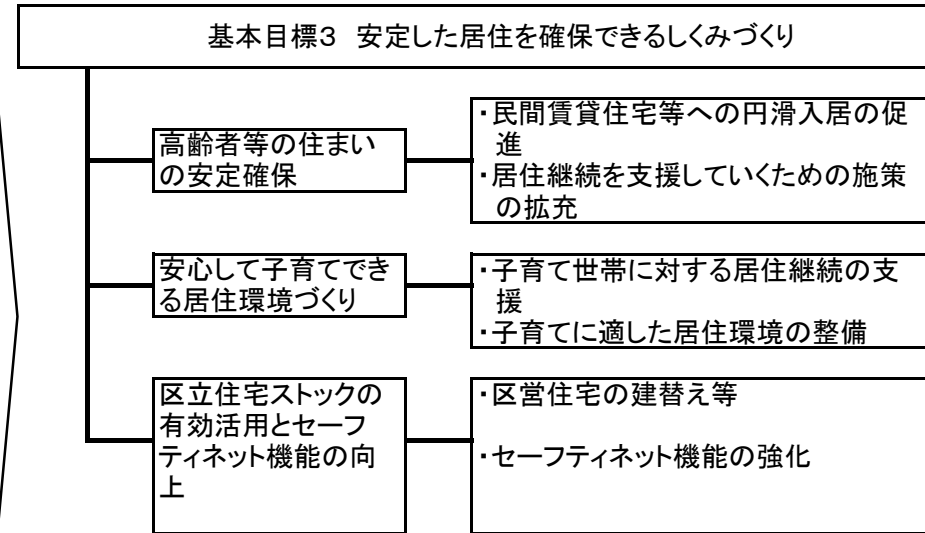 基本目標3 安定した居住を確保できるしくみづくり
高齢者等の住まい
の安定確保
・民間賃貸住宅等への円滑入居の促
進
・居住継続を支援していくための施策
の拡充
安心して子育てでき
る居住環境づくり
・子育て世帯に対する居住継続の支
援
・子育てに適した居住環境の整備
区立住宅ストックの
有効活用とセーフ
ティネット機能の向
上
・区営住宅の建替え等
・セーフティネット機能の強化